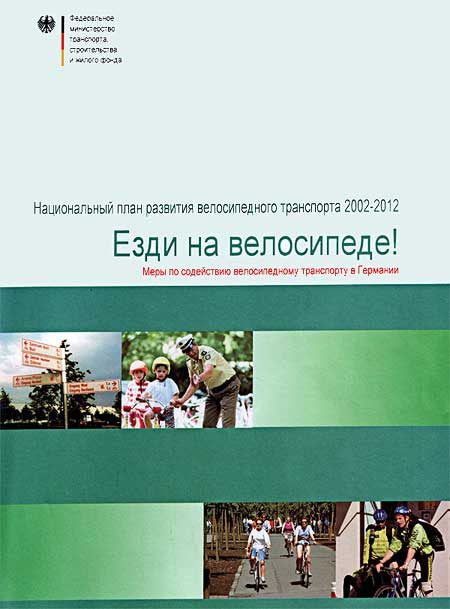 Федеральное
министерство
транспорта,
строительства
и жилого фонда
Национальный план развития велосипедного транспорта 2002-2012
Езди на велосипеде!
Меры по содействию велосипедному транспорту в Германии